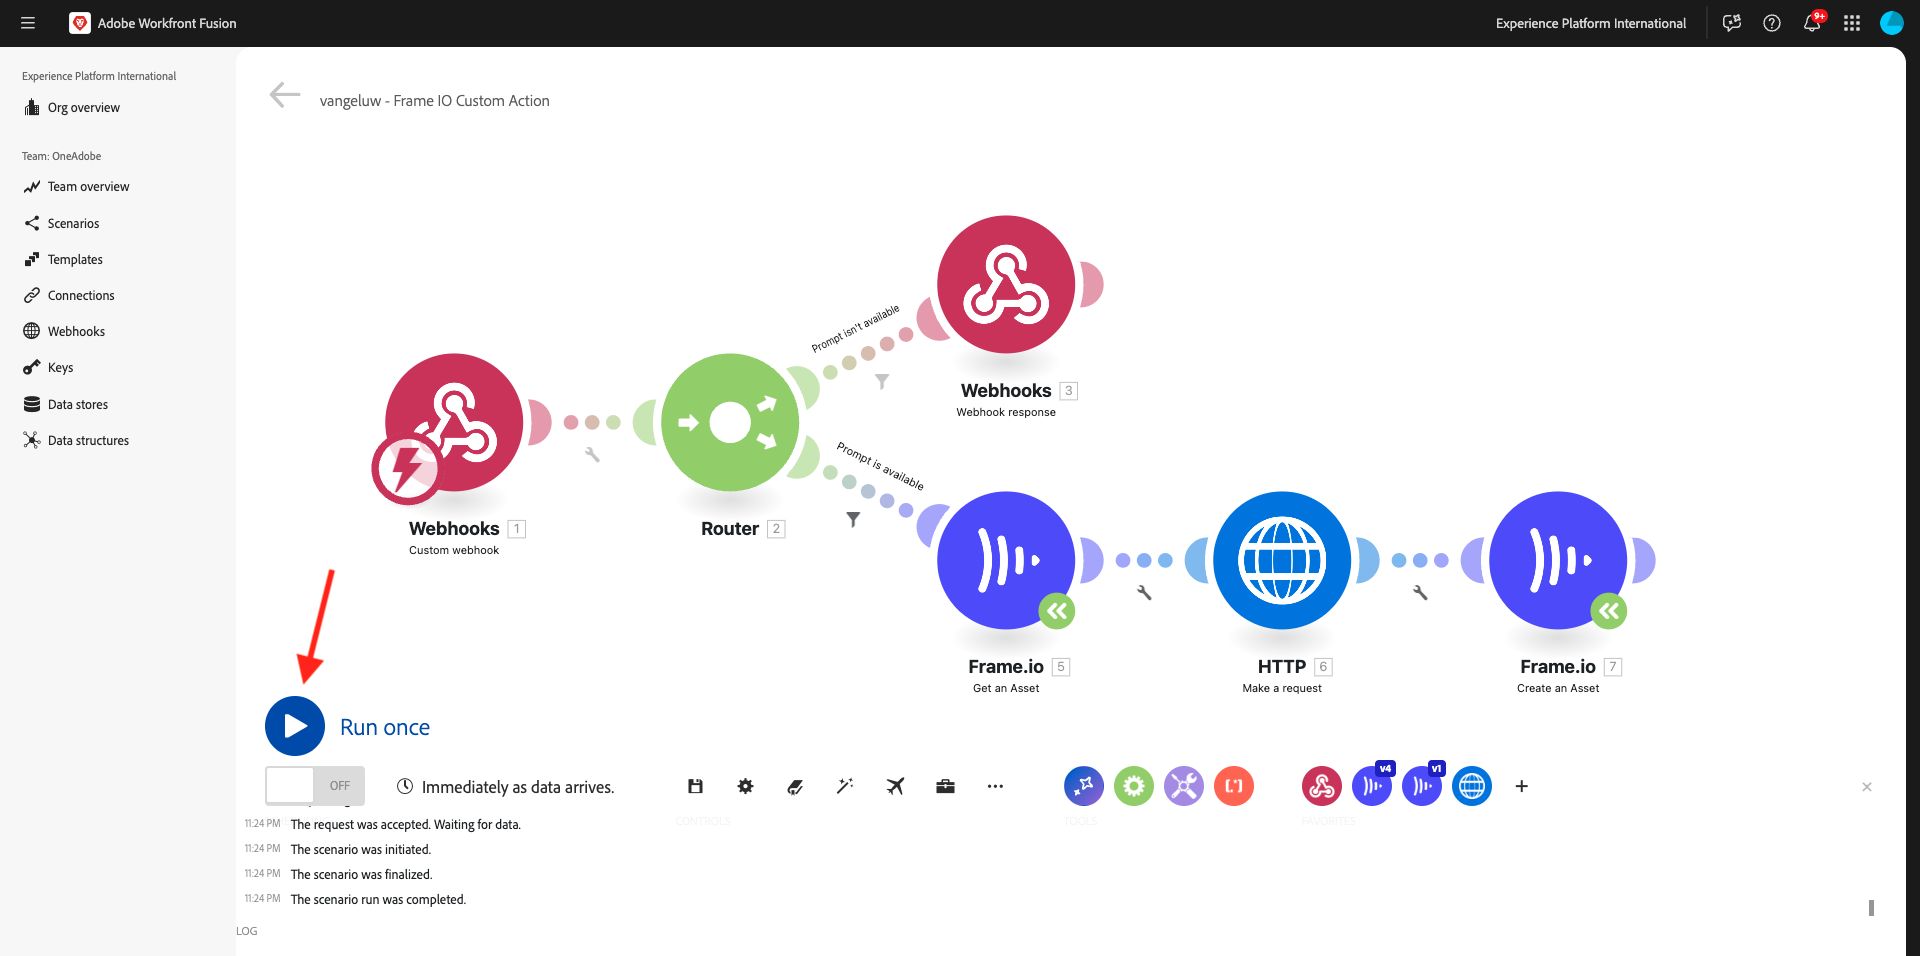 Adobe Workfront Fusion
Experience Platform International
9+
Experience Platform International
Org overview
Team: OneAdobe
Team overview
Scenarios
Templates
Connections
Webhooks
Keys
Data stores
Data structures
vangeluw - Frame IO Custom Action
Prompt isn't available
Webhooks 3
Webhook response
Prompt is available
Webhooks 1
Custom webhook
Router 2
Frame.io 5
Get an Asset
HTTP 6
Make a request
Frame.io 7
Create an Asset
Run once
OFF
Immediately as data arrives.
v4
v1
CONTROLS
TOOLS
FAVORITES
11:24 PM The request was accepted. Waiting for data.
11:24 PM The scenario was initiated.
11:24 PM The scenario was finalized.
11:24 PM The scenario run was completed.
LOG